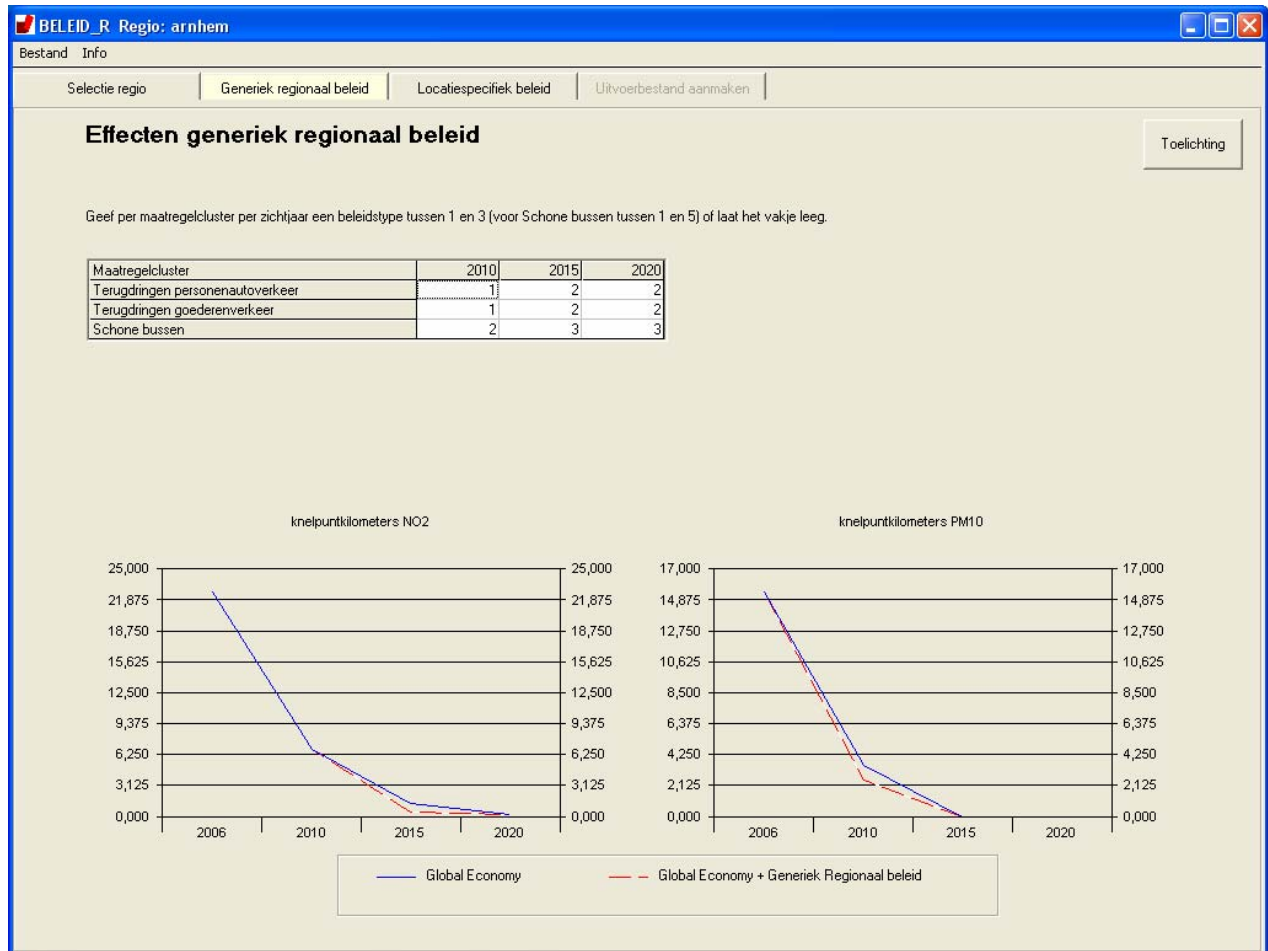 BELEID_R Regio: arnhem
Bestand Info
Selectie regio Generiek regionaal beleid Locatiespecifiek beleid Uitvoerbestand aanmaken
Effecten generiek regionaal beleid
Toelichting
Geef per maatregelcluster per zichtjaar een beleidstype tussen 1 en 3 (voor Schone bussen tussen 1 en 5) of laat het vakje leeg.
Maatregelcluster 2010 2015 2020
Terugdringen personenautoverkeer 1 2 2
Terugdringen goederenverkeer 1 2 2
Schone bussen 2 3 3
knelpuntkilometers NO2
25,000 25,000
21,875 21,875
18,750 18,750
15,625 15,625
12,500 12,500
9,375 9,375
6,250 6,250
3,125 3,125
0,000 0,000
2006 2010 2015 2020
knelpuntkilometers PM10
17,000 17,000
14,875 14,875
12,750 12,750
10,625 10,625
8,500 8,500
6,375 6,375
4,250 4,250
2,125 2,125
0,000 0,000
2006 2010 2015 2020
Global Economy Global Economy + Generiek Regionaal beleid